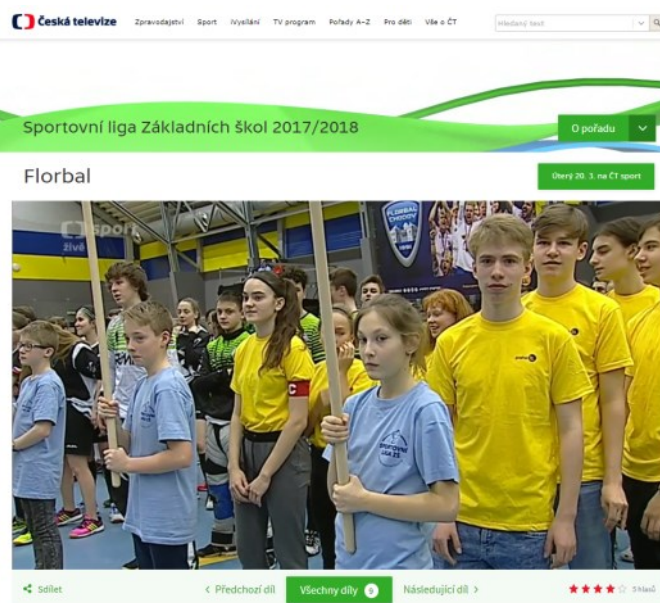 Česká televize
Zpravodajství Sport iVysílání TV program Pořady A–Z Pro děti Vše o ČT
Hledaný text
Sportovní liga Základních škol 2017/2018
O pořadu
Florbal
Úterý 20. 3. na ČT sport
sport
živě
FLORBAL
CHODOV
SPORTOVNÍ
LIGA ZŠ
Sdílet
Předchozí díl
Všechny díly 9
Následující díl
5 hlasů